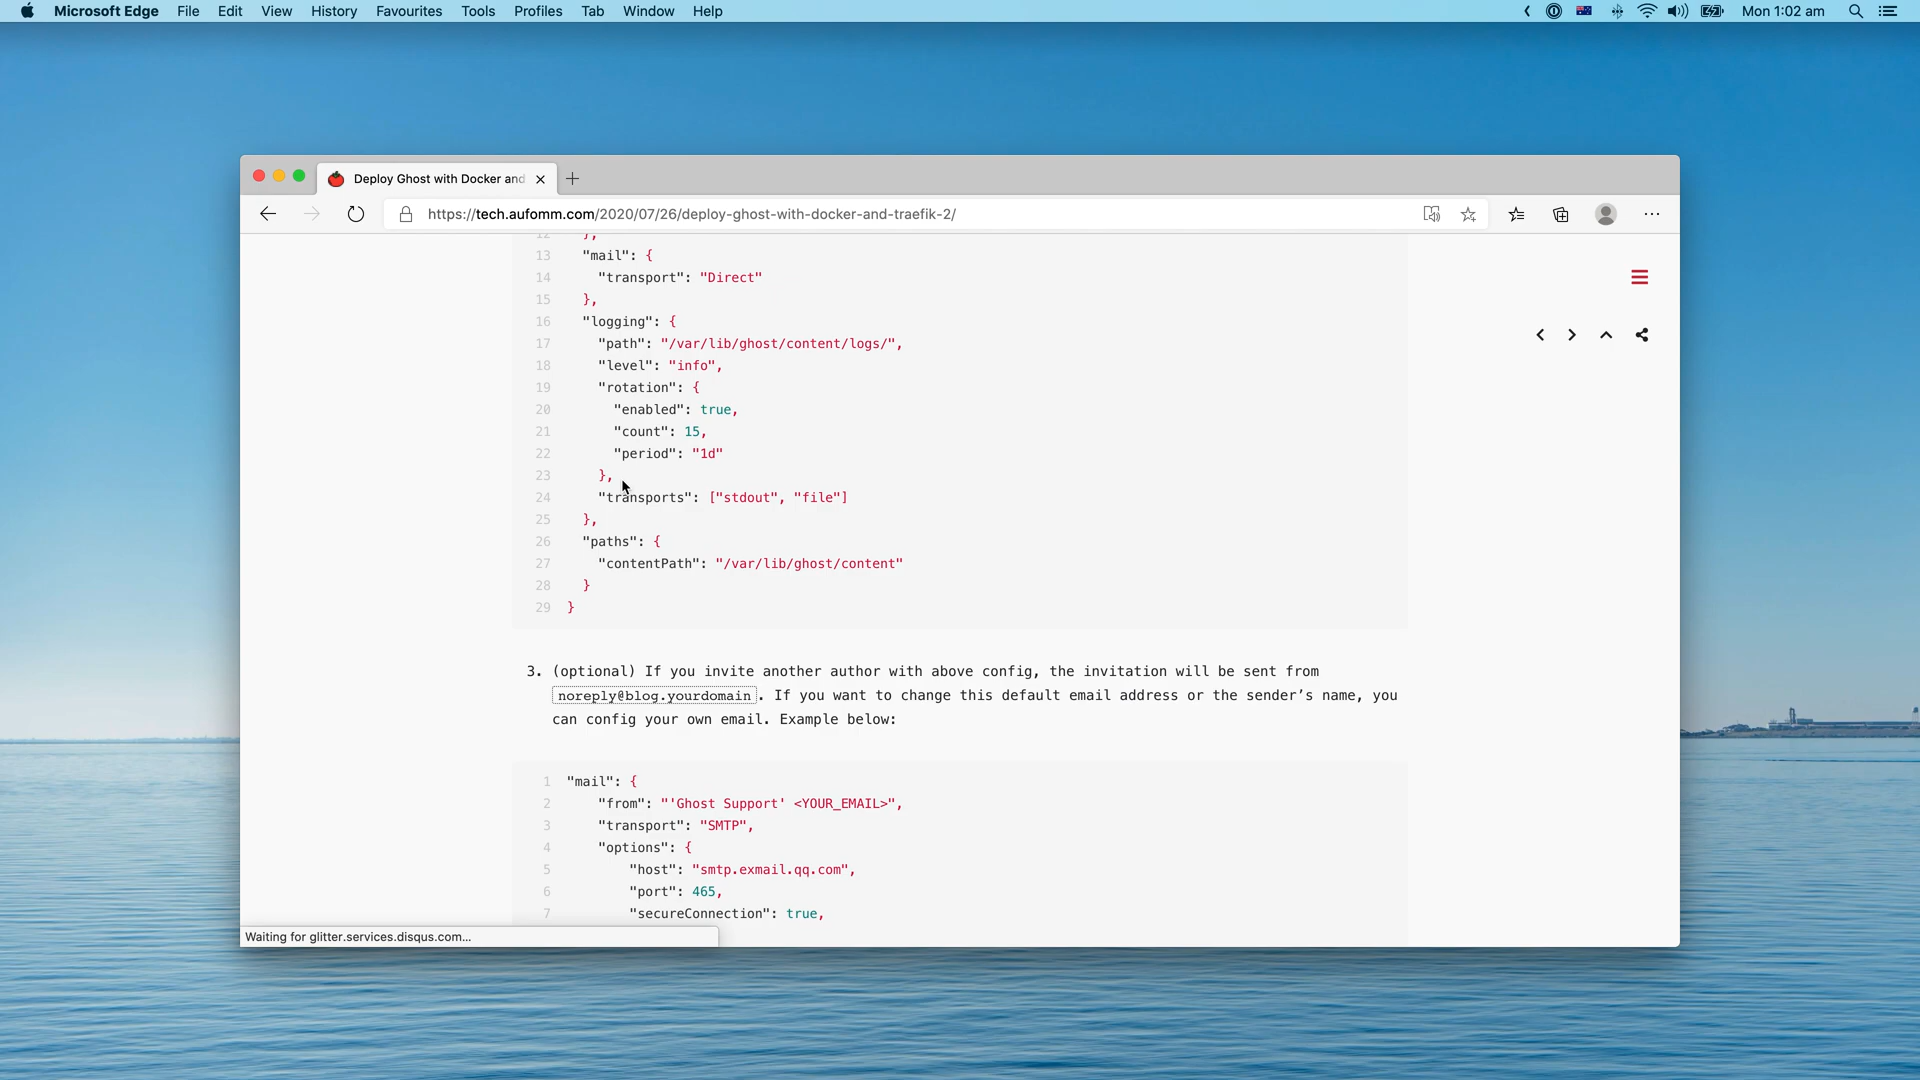 Microsoft Edge File Edit View History Favourites Tools Profiles Tab Window Help Mon 1:02 am
Deploy Ghost with Docker and
https://tech.aufomm.com/2020/07/26/deploy-ghost-with-docker-and-traefik-2/
12 },
13 "mail": {
14 "transport": "Direct"
15 },
16 "logging": {
17 "path": "/var/lib/ghost/content/logs/",
18 "level": "info",
19 "rotation": {
20 "enabled": true,
21 "count": 15,
22 "period": "1d"
23 },
24 "transports": ["stdout", "file"]
25 },
26 "paths": {
27 "contentPath": "/var/lib/ghost/content"
28 }
29 }
3. (optional) If you invite another author with above config, the invitation will be sent from
noreply@blog.yourdomain. If you want to change this default email address or the sender’s name, you
can config your own email. Example below:
1 "mail": {
2 "from": "'Ghost Support' <YOUR_EMAIL>",
3 "transport": "SMTP",
4 "options": {
5 "host": "smtp.exmail.qq.com",
6 "port": 465,
7 "secureConnection": true,
Waiting for glitter.services.disqus.com...